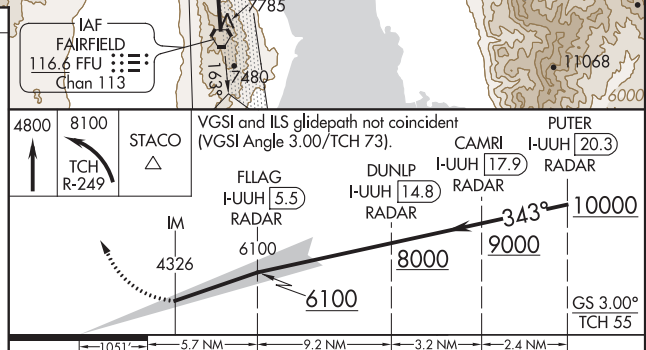 7785
IAF
FAIRFIELD
116.6 FFU
Chan 113
163°
7480
11068
6000
4800
8100
TCH
R-249
STACO
VGSI and ILS glidepath not coincident
(VGSI Angle 3.00/TCH 73).
PUTER
I-UUH 20.3
RADAR
CAMRI
I-UUH 17.9
RADAR
DUNLP
I-UUH 14.8
RADAR
FLLAG
I-UUH 5.5
RADAR
IM
4326
6100
6100
8000
9000
343°
10000
GS 3.00°
TCH 55
1051'
5.7 NM
9.2 NM
3.2 NM
2.4 NM